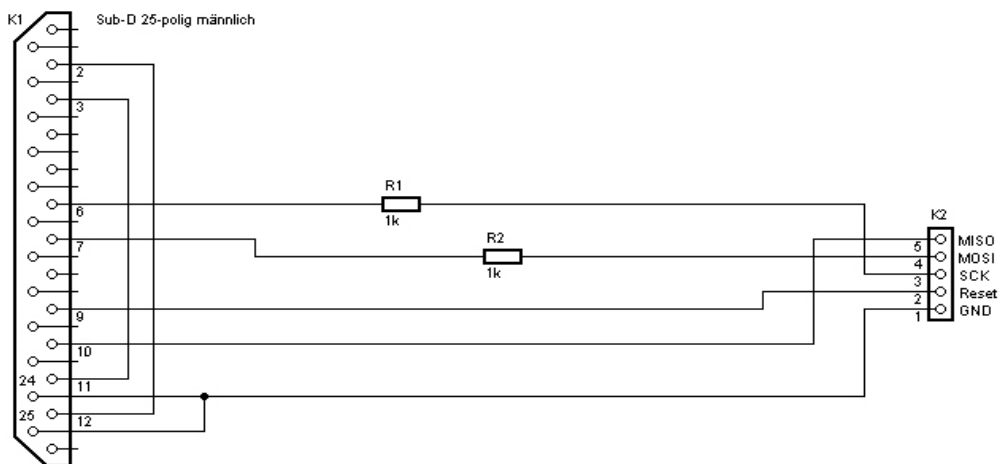 K1 Sub-D 25-polig männlich
2
3
R1
6
1k
K2
R2
7
5 MISO
4 MOSI
1k
3 SCK
2 Reset
9
1 GND
10
24
11
25
12